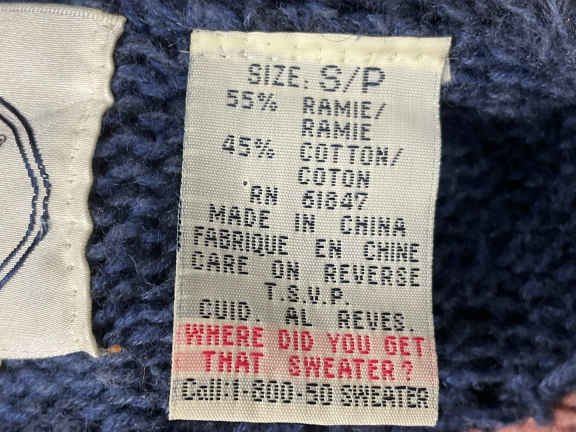 SIZE: S/P
55% RAMIE/
RAMIE
45% COTTON/
COTON
RN 61847
MADE IN CHINA
FABRIQUE EN CHINE
CARE ON REVERSE
T.S.V.P.
CUID. AL REVES.
WHERE DID YOU GET
THAT SWEATER?
Call:1-800-50 SWEATER